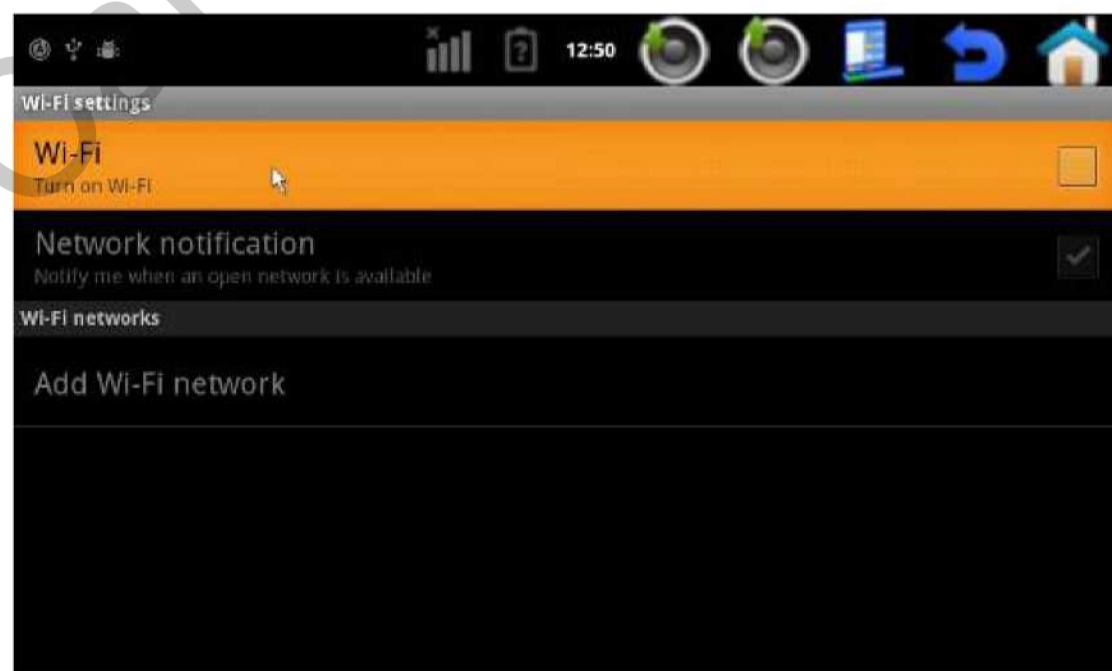 12:50
Wi-Fi settings
Wi-Fi
Turn on Wi-Fi
Network notification
Notify me when an open network is available
Wi-Fi networks
Add Wi-Fi network